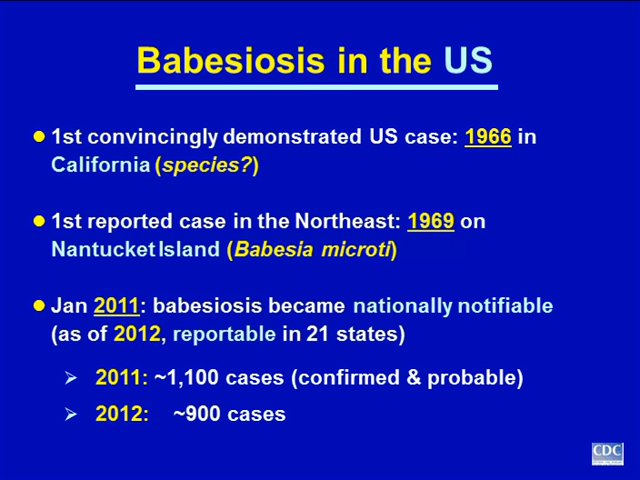 Babesiosis in the US
● 1st convincingly demonstrated US case: 1966 in
California (species?)
● 1st reported case in the Northeast: 1969 on
Nantucket Island (Babesia microti)
● Jan 2011: babesiosis became nationally notifiable
(as of 2012, reportable in 21 states)
➢ 2011: ~1,100 cases (confirmed & probable)
➢ 2012: ~900 cases
CDC